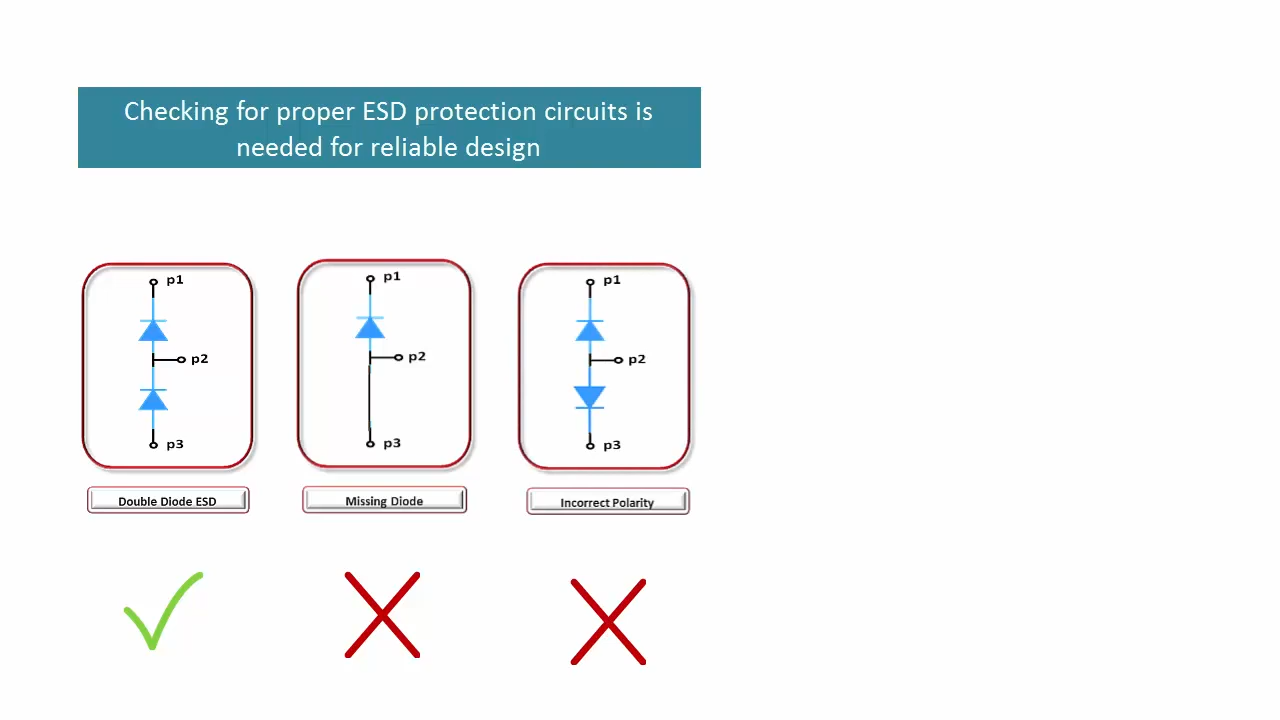 Checking for proper ESD protection circuits is
needed for reliable design
p1
p2
p3
Double Diode ESD
p1
p2
p3
Missing Diode
p1
p2
p3
Incorrect Polarity